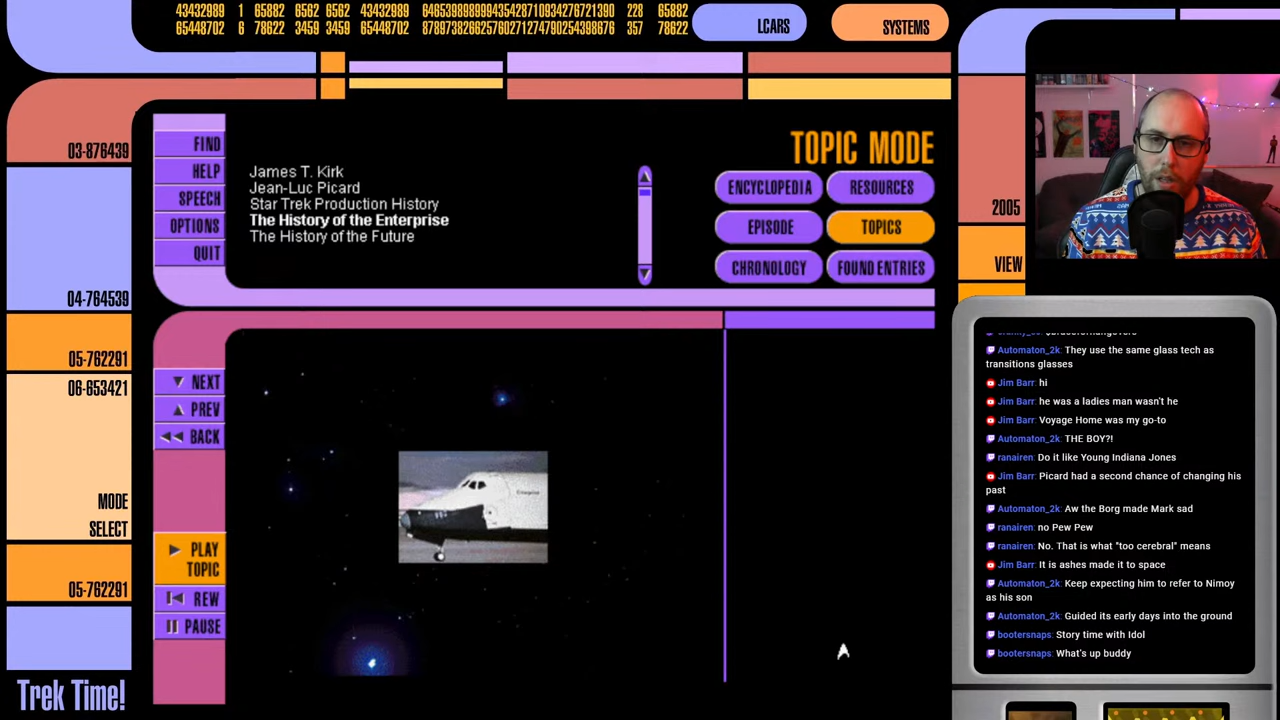 43432989 1 65882 6562 6562 43432989 64653989899943542871093427672​1390 228 65882
65448702 6 78622 3459 3459 65448702 87897382662576027127479025439​8676 357 78622
LCARS
SYSTEMS
03-876439
04-764539
05-762291
06-653421
MODE
SELECT
05-762291
Trek Time!
FIND
HELP
SPEECH
OPTIONS
QUIT
James T. Kirk
Jean-Luc Picard
Star Trek Production History
The History of the Enterprise
The History of the Future
TOPIC MODE
ENCYCLOPEDIA
RESOURCES
EPISODE
TOPICS
CHRONOLOGY
FOUND ENTRIES
NEXT
PREV
BACK
PLAY
TOPIC
REW
PAUSE
Enterprise
2005
VIEW
Automaton_2k: They use the same glass tech as
transitions glasses
Jim Barr: hi
Jim Barr: he was a ladies man wasn't he
Jim Barr: Voyage Home was my go-to
Automaton_2k: THE BOY?!
ranairen: Do it like Young Indiana Jones
Jim Barr: Picard had a second chance of changing his
past
Automaton_2k: Aw the Borg made Mark sad
ranairen: no Pew Pew
ranairen: No. That is what "too cerebral" means
Jim Barr: It is ashes made it to space
Automaton_2k: Keep expecting him to refer to Nimoy
as his son
Automaton_2k: Guided its early days into the ground
bootersnaps: Story time with Idol
bootersnaps: What's up buddy